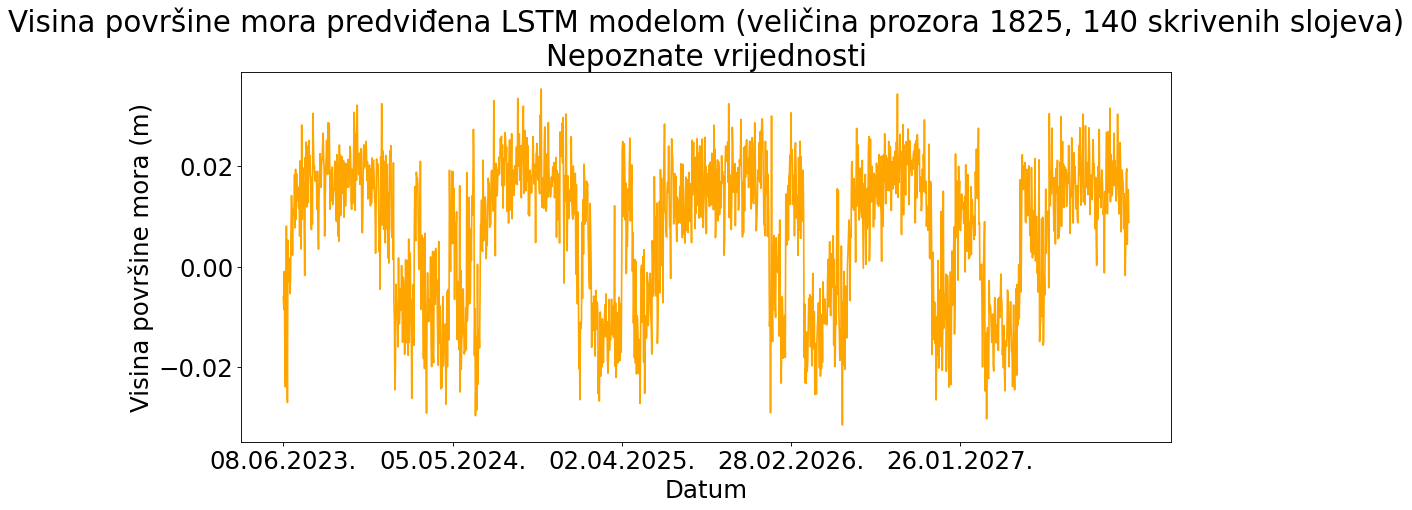 Visina površine mora predviđena LSTM modelom (veličina prozora 1825, 140 skrivenih slojeva)
Nepoznate vrijednosti
Visina površine mora (m)
0.02
0.00
−0.02
08.06.2023. 05.05.2024. 02.04.2025. 28.02.2026. 26.01.2027.
Datum